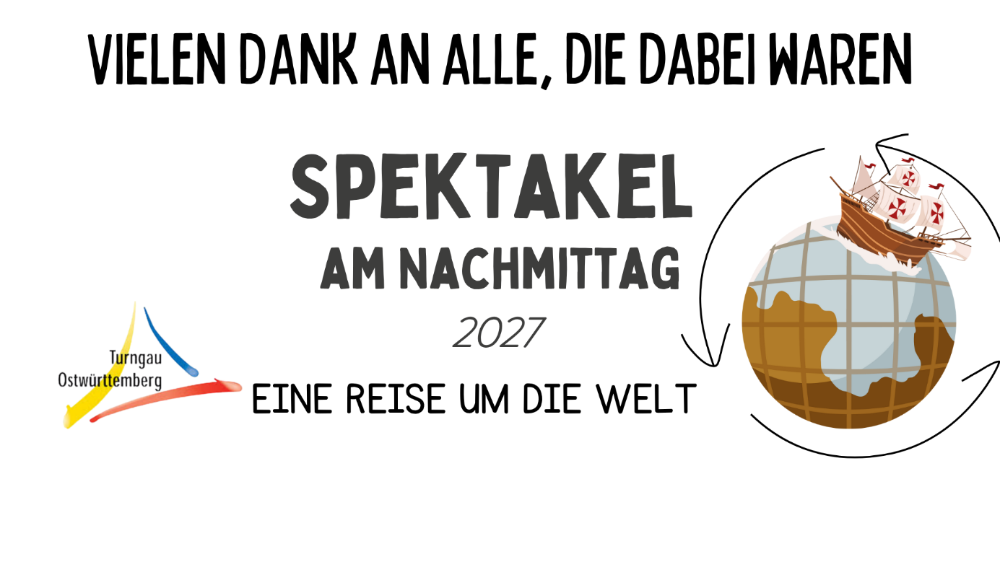 VIELEN DANK AN ALLE, DIE DABEI WAREN
SPEKTAKEL
AM NACHMITTAG
2027
Turngau
Ostwürttemberg
EINE REISE UM DIE WELT